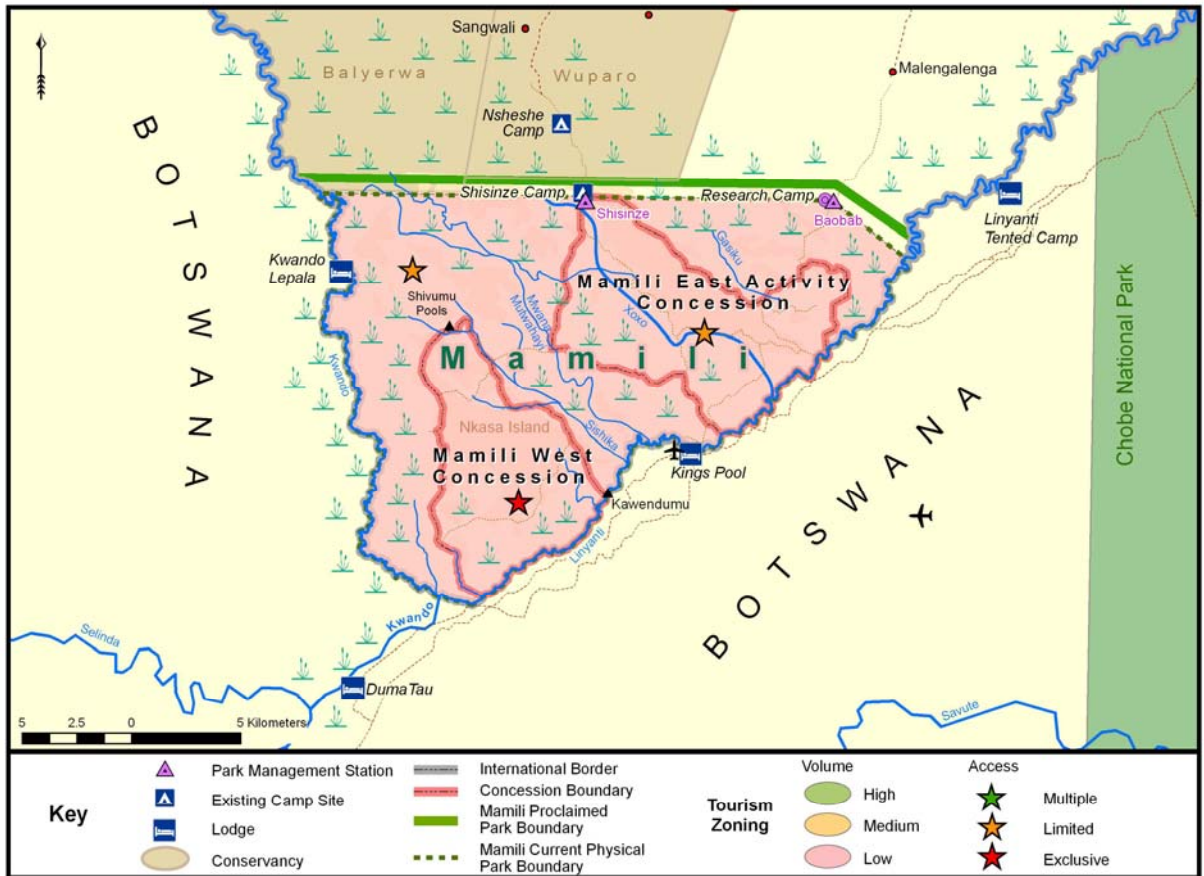 Sangwali
Balyerwa
Wuparo
Malengalenga
Nsheshe
Camp
BOTSWANA
Shisinze Camp
Shisinze
Research Camp
Baobab
Linyanti
Tented Camp
Kwando
Lepala
Gasiku
Mamili East Activity
Concession
Shivumu
Pools
Mwang
Mutwahayi
Xoxo
Mamili
Kwando
Chobe National Park
Nkasa Island
Sishika
Mamili West
Concession
Kings Pool
Kawendumu
Linyanti
BOTSWANA
Kwando
Selinda
DumaTau
Savute
5 2.5 0 5 Kilometers
Key
Park Management Station
Existing Camp Site
Lodge
Conservancy
International Border
Concession Boundary
Mamili Proclaimed
Park Boundary
Mamili Current Physical
Park Boundary
Tourism
Zoning
Volume
High
Medium
Low
Access
Multiple
Limited
Exclusive